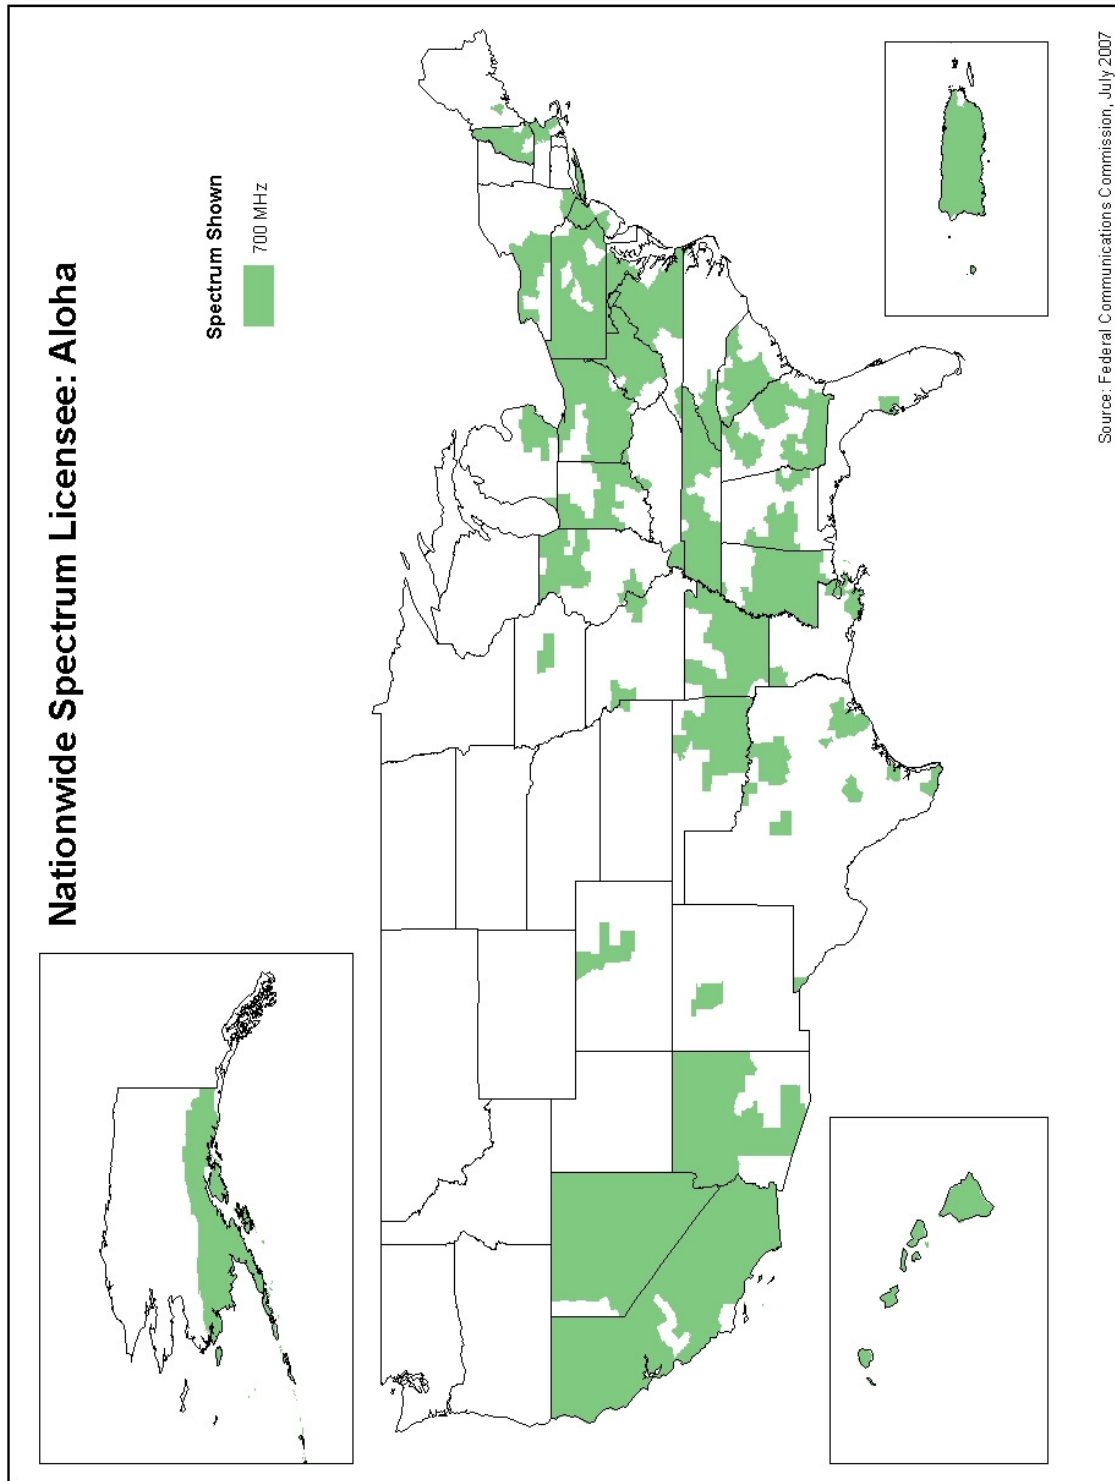 Nationwide Spectrum Licensee: Aloha
Spectrum Shown
700 MHz
Source: Federal Communications Commission, July 2007